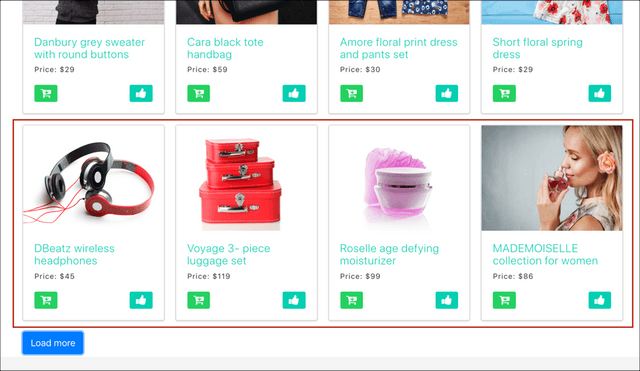 Danbury grey sweater
with round buttons
Price: $29
Cara black tote
handbag
Price: $59
Amore floral print dress
and pants set
Price: $30
Short floral spring
dress
Price: $29
DBeatz wireless
headphones
Price: $45
Voyage 3- piece
luggage set
Price: $119
Roselle age defying
moisturizer
Price: $99
MADEMOISELLE
collection for women
Price: $86
Load more